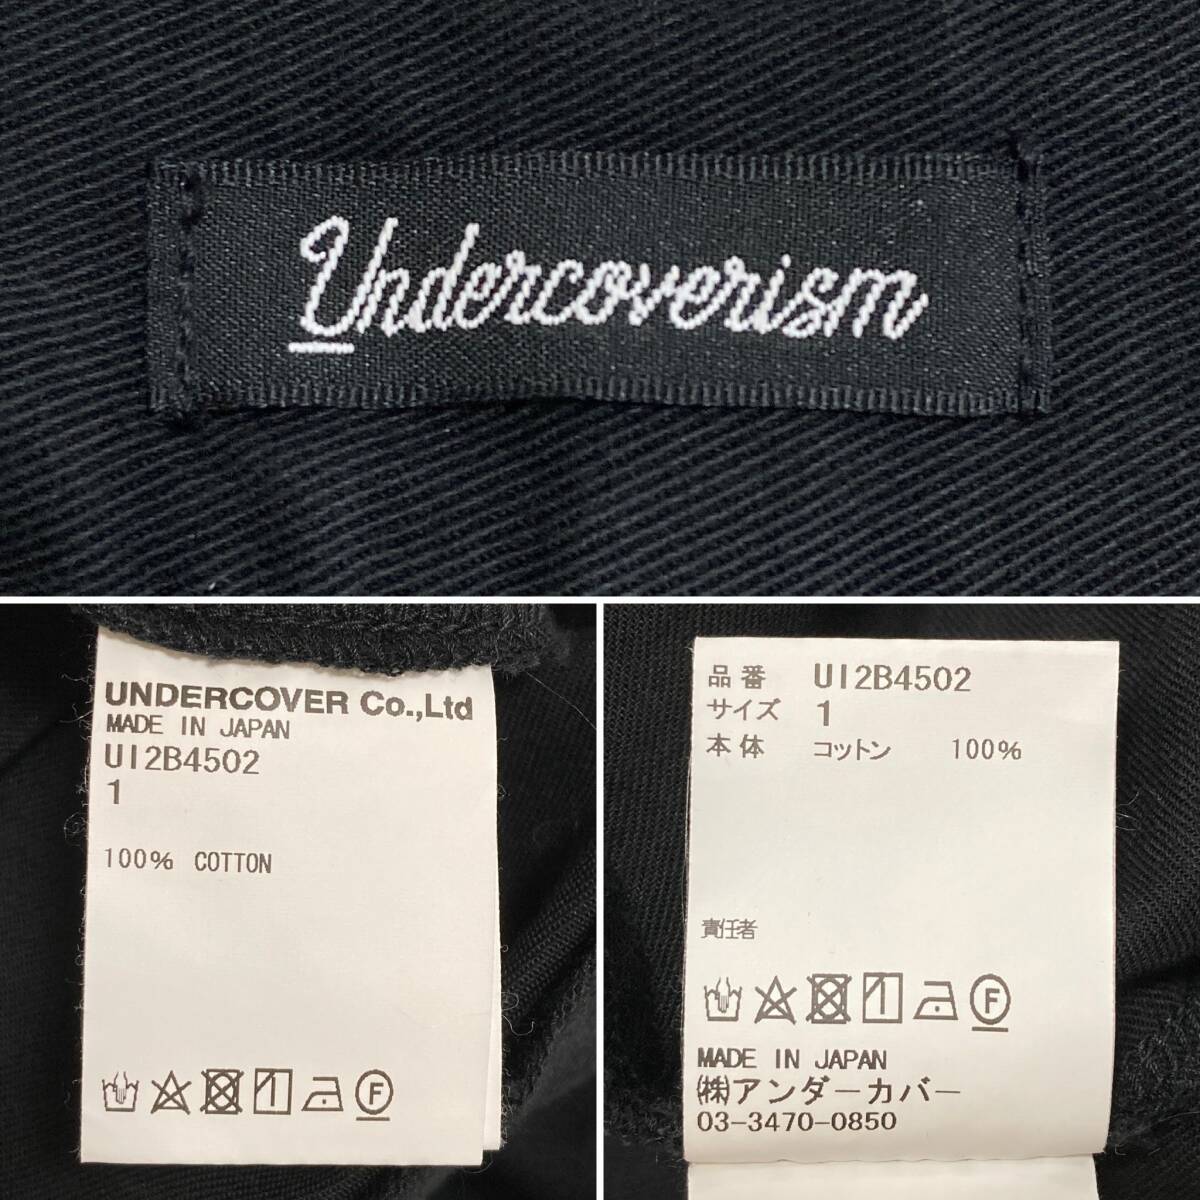 Undercoverism
UNDERCOVER Co.,Ltd
MADE IN JAPAN
UI2B4502
1
100% COTTON
F
品番 UI2B4502
サイズ 1
本体 コットン 100%
責任者
F
MADE IN JAPAN
㈱アンダーカバー
03-3470-0850